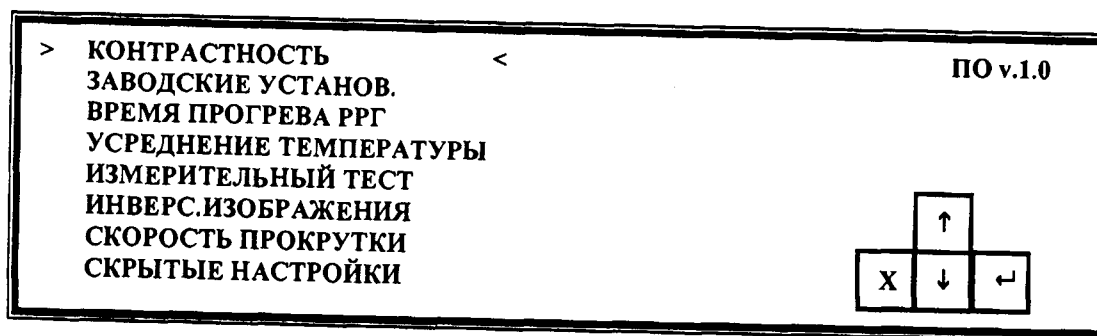 > КОНТРАСТНОСТЬ <
ПО v.1.0
ЗАВОДСКИЕ УСТАНОВ.
ВРЕМЯ ПРОГРЕВА РРГ
УСРЕДНЕНИЕ ТЕМПЕРАТУРЫ
ИЗМЕРИТЕЛЬНЫЙ ТЕСТ
ИНВЕРС.ИЗОБРАЖЕНИЯ
СКОРОСТЬ ПРОКРУТКИ
СКРЫТЫЕ НАСТРОЙКИ
↑
X ↓ ↵